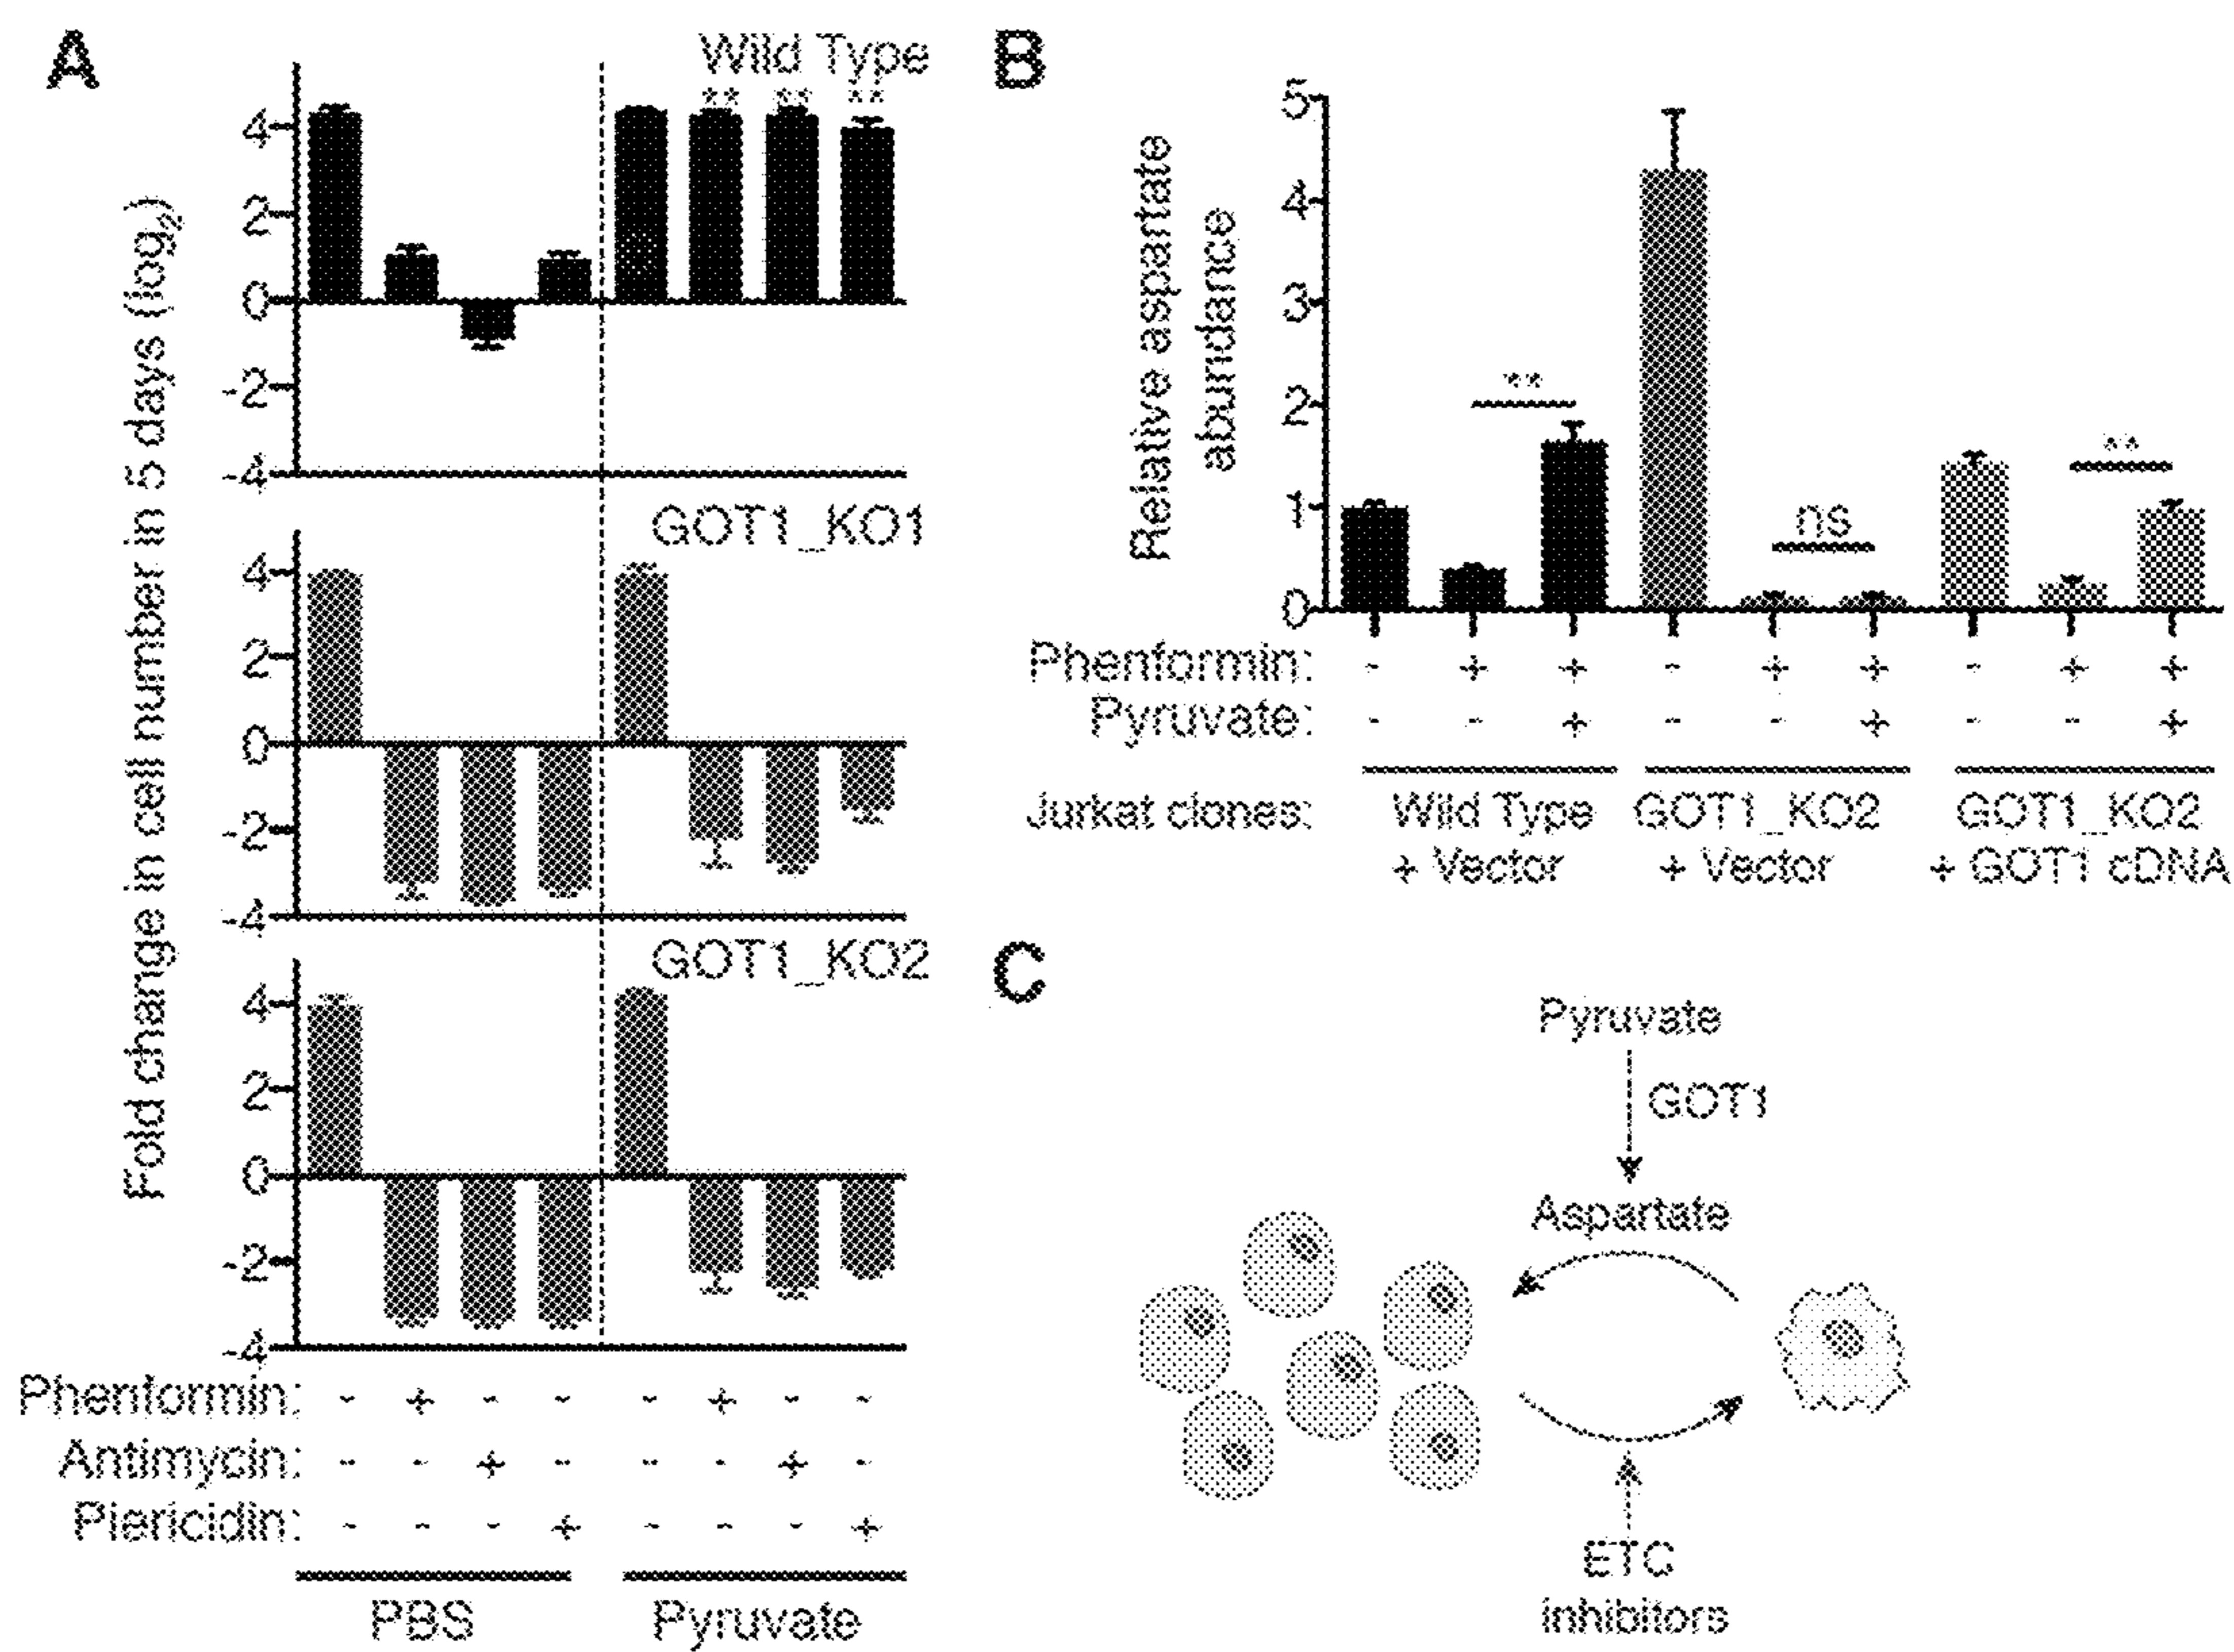 A
Fold change in cell number in 5 days (log2)
Wild Type
** ** **
4
2
0
-2
-4
GOT1_KO1
4
2
0
-2
-4
GOT1_KO2
4
2
0
-2
-4
Phenformin: - + - - - + - -
Antimycin: - - + - - - + -
Piericidin: - - - + - - - +
PBS Pyruvate
B
Relative aspartate
abundance
5
4
3
2
1
0
**
ns
**
Phenformin: - + + - + + - + +
Pyruvate: - - + - - + - - +
Jurkat clones: Wild Type GOT1_KO2 GOT1_KO2
+ Vector + Vector + GOT1 cDNA
C
Pyruvate
GOT1
Aspartate
ETC
inhibitors